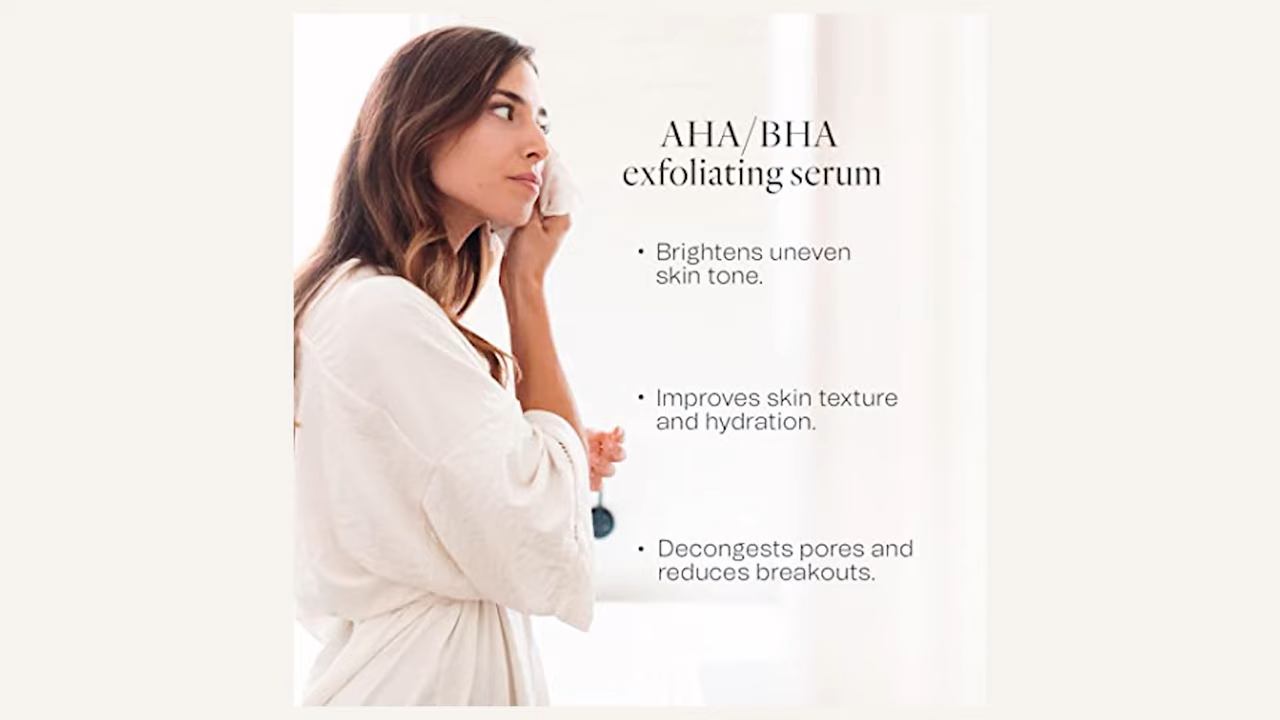 AHA/BHA
exfoliating serum
• Brightens uneven
skin tone.
• Improves skin texture
and hydration.
• Decongests pores and
reduces breakouts.